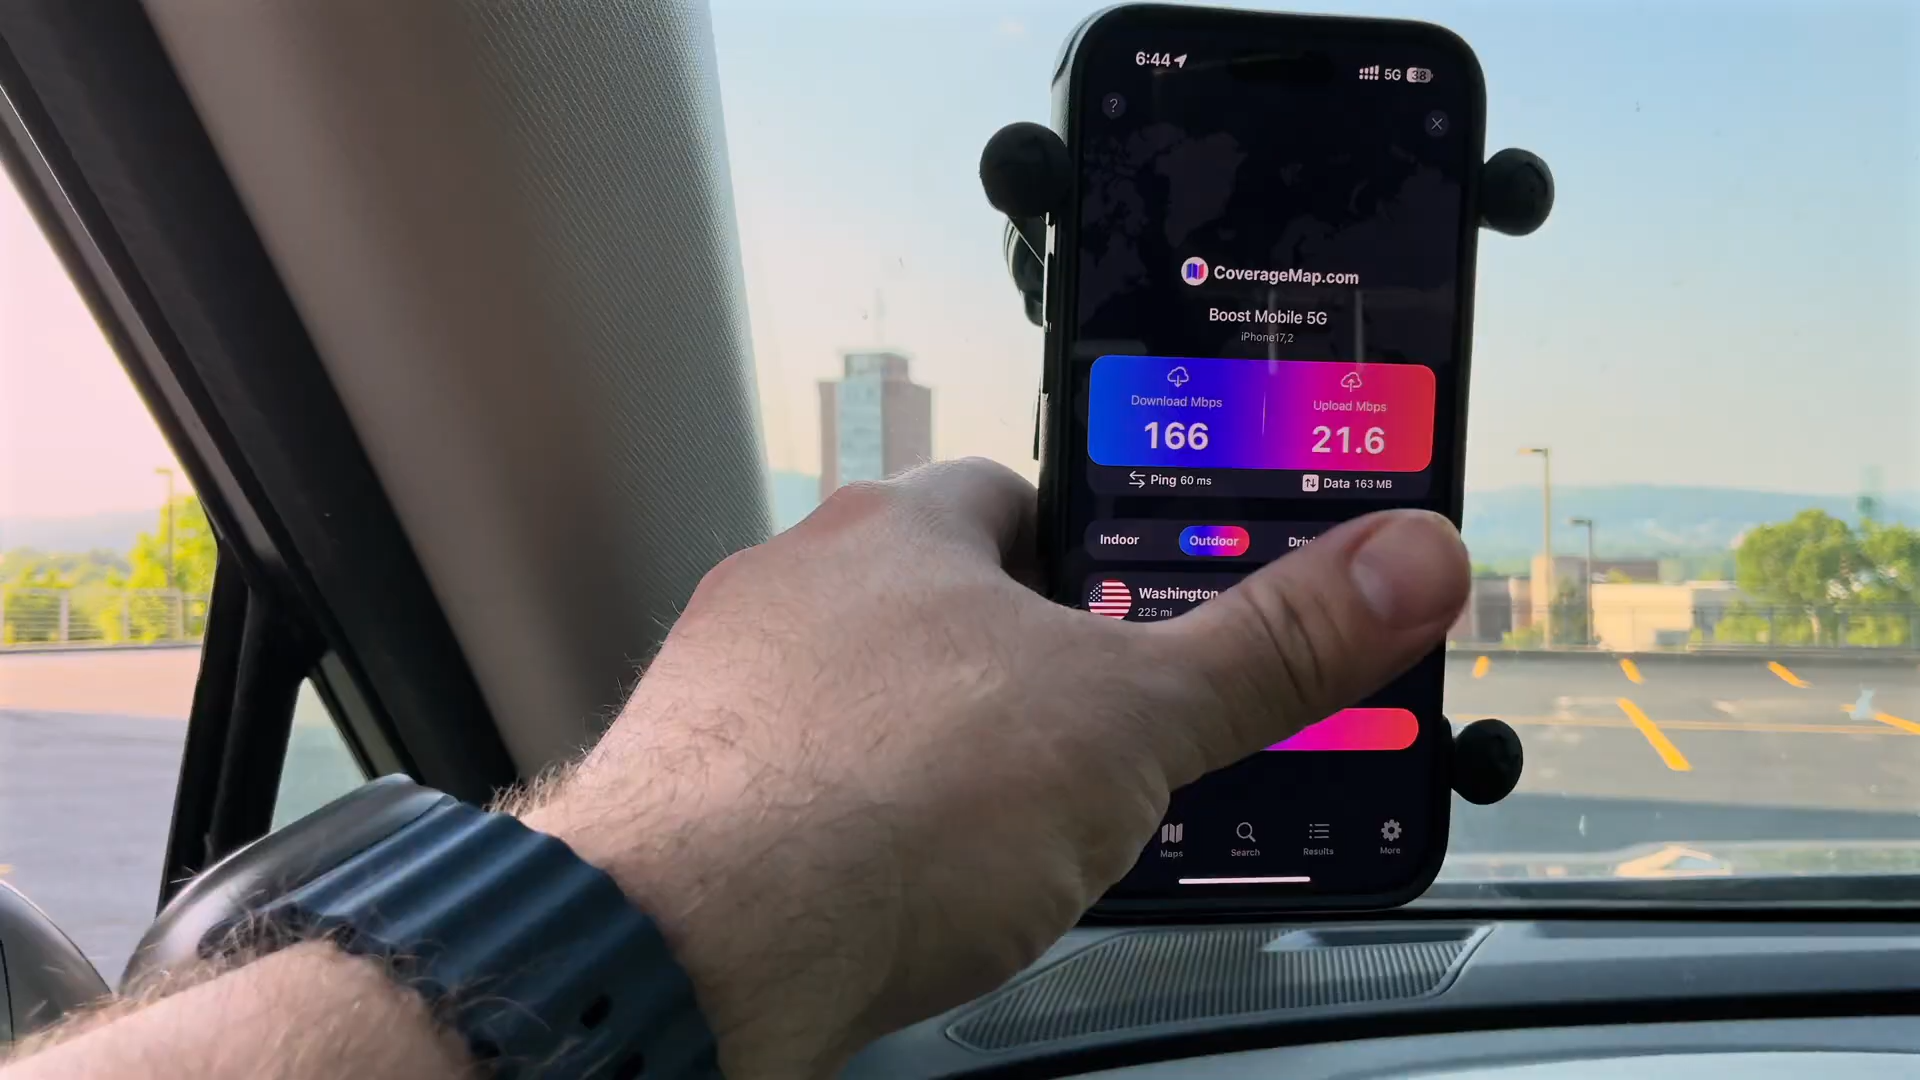 6:44
5G 38
?
CoverageMap.com
Boost Mobile 5G
iPhone17,2
Download Mbps
Upload Mbps
166
21.6
Ping 60 ms
Data 163 MB
Indoor
Outdoor
Drivi
Washington
225 mi
Maps
Search
Results
More